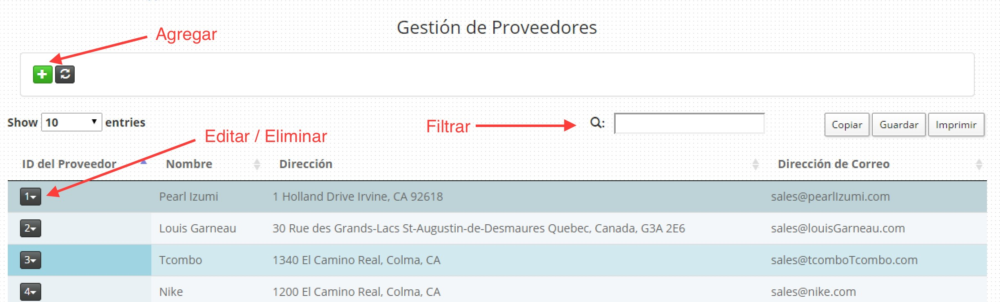 Gestión de Proveedores
Agregar
Show 10 entries
Filtrar
Q:
Copiar Guardar Imprimir
Editar / Eliminar
ID del Proveedor Nombre Dirección Dirección de Correo
1 Pearl Izumi 1 Holland Drive Irvine, CA 92618 sales@pearlIzumi.com
2 Louis Garneau 30 Rue des Grands-Lacs St-Augustin-de-Desmaures Quebec, Canada, G3A 2E6 sales@louisGarneau.com
3 Tcombo 1340 El Camino Real, Colma, CA sales@tcomboTcombo.com
4 Nike 1200 El Camino Real, Colma, CA sales@nike.com